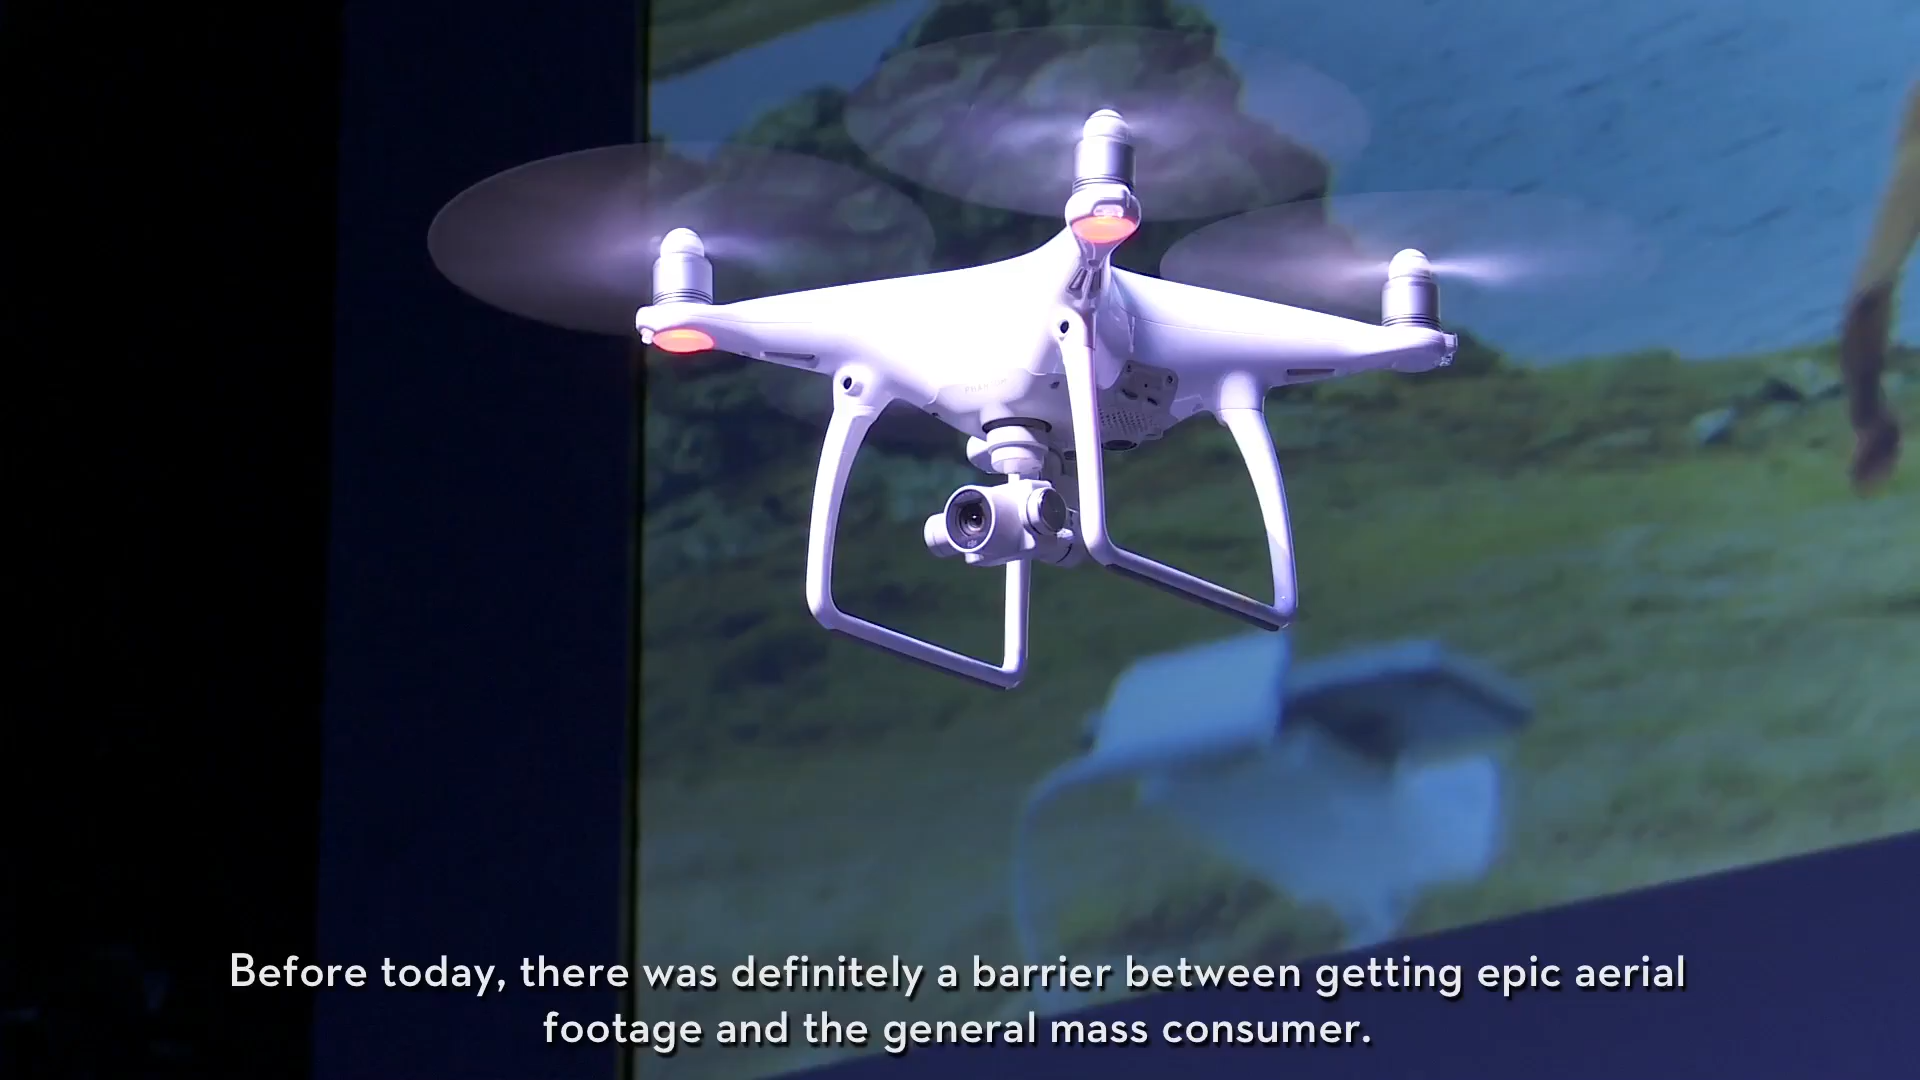 Before today, there was definitely a barrier between getting epic aerial
footage and the general mass consumer.